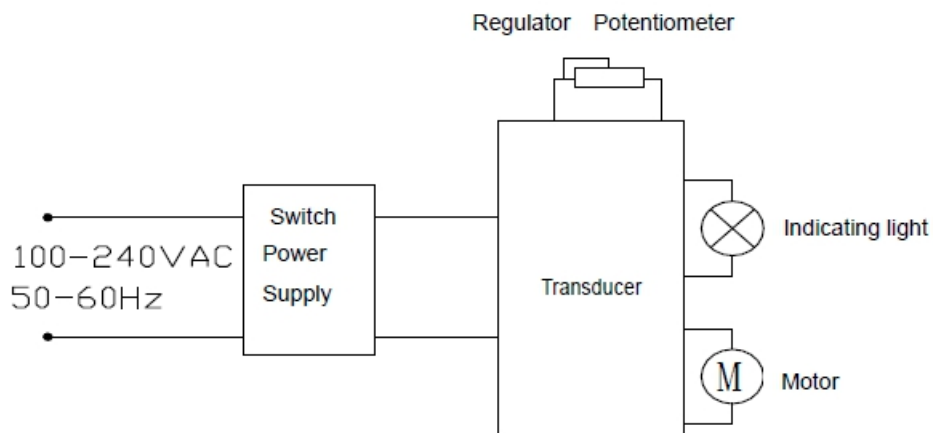 Regulator Potentiometer
Switch
Power
Supply
100-240VAC
50-60Hz
Transducer
Indicating light
M
Motor